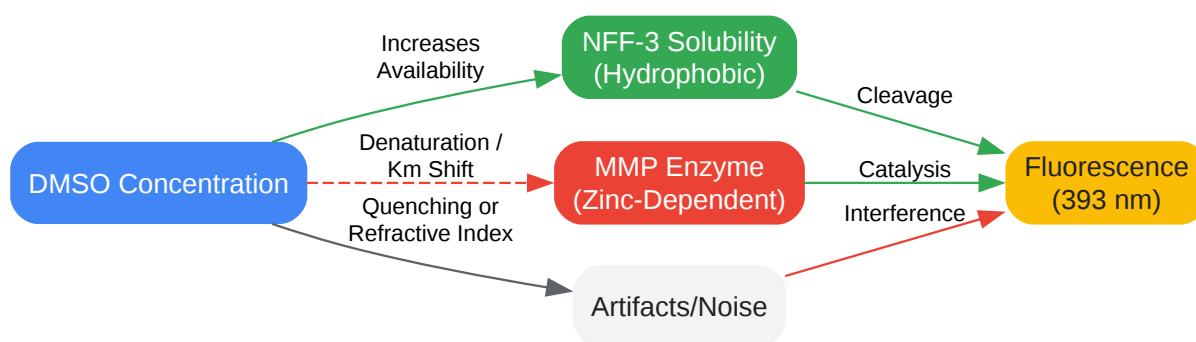 Increases
Availability
NFF-3 Solubility
(Hydrophobic)
Cleavage
DMSO Concentration
Denaturation /
Km Shift
MMP Enzyme
(Zinc-Dependent)
Catalysis
Fluorescence
(393 nm)
Quenching or
Refractive Index
Interference
Artifacts/Noise